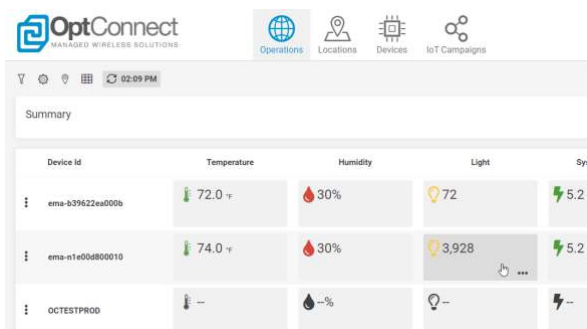 OptConnect
MANAGED WIRELESS SOLUTIONS
Operations Locations Devices IoT Campaigns
02:09 PM
Summary
Device Id Temperature Humidity Light Sy
ema-b39622ea000b 72.0 °F 30% 72 5.2
ema-n1e00d800010 74.0 °F 30% 3,928 5.2
OCTESTPROD -- --% -- --